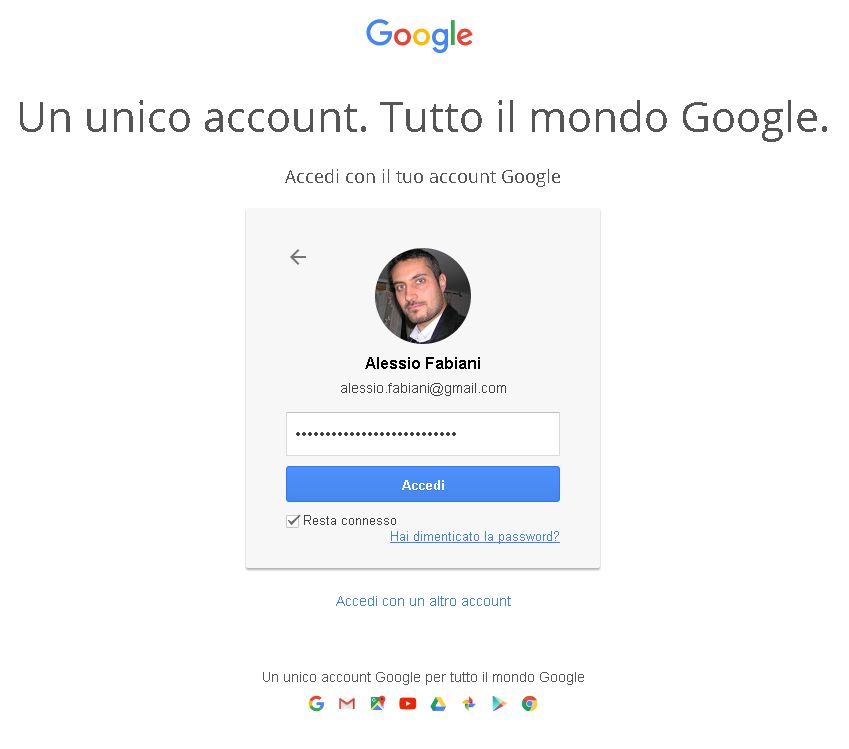 Google
Un unico account. Tutto il mondo Google.
Accedi con il tuo account Google
Alessio Fabiani
alessio.fabiani@gmail.com
•••••••••••••••••••••••••••
Accedi
Resta connesso
Hai dimenticato la password?
Accedi con un altro account
Un unico account Google per tutto il mondo Google